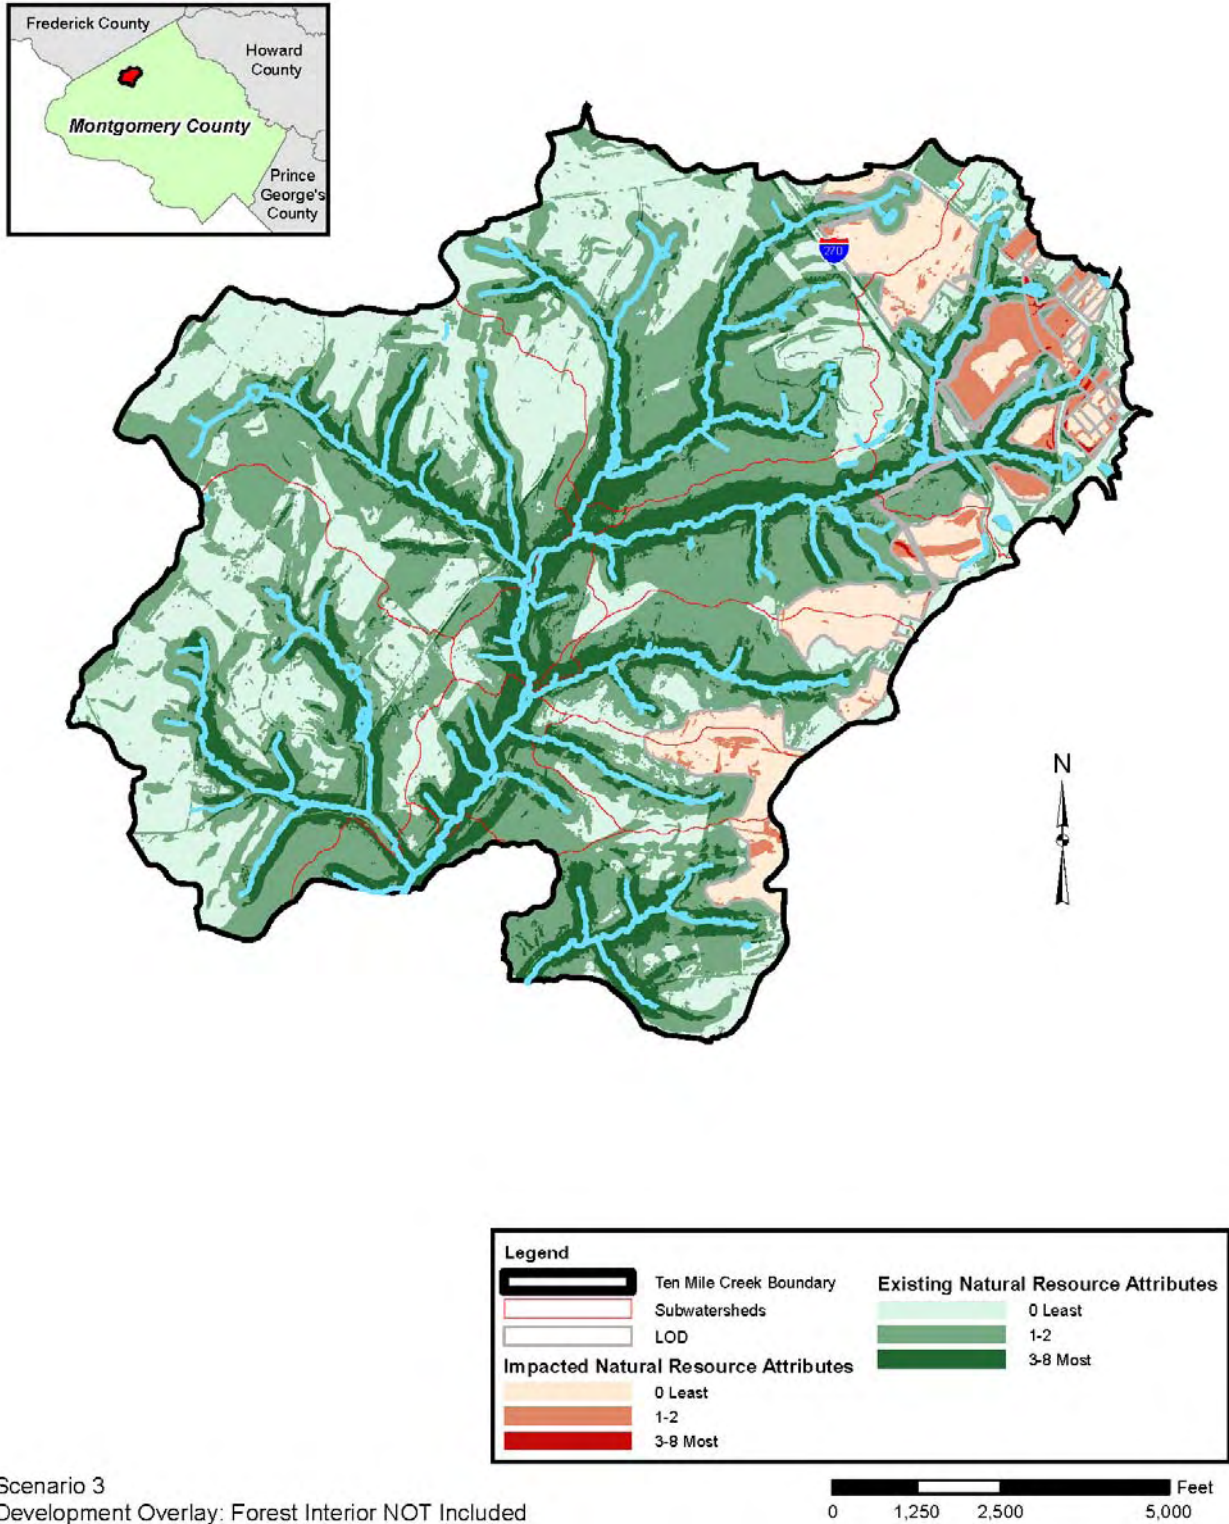 Frederick County
Howard
County
Montgomery County
Prince
George's
County
270
N
Legend
Ten Mile Creek Boundary
Subwatersheds
LOD
Impacted Natural Resource Attributes
0 Least
1-2
3-8 Most
Existing Natural Resource Attributes
0 Least
1-2
3-8 Most
Scenario 3
Development Overlay: Forest Interior NOT Included
Feet
0 1,250 2,500 5,000